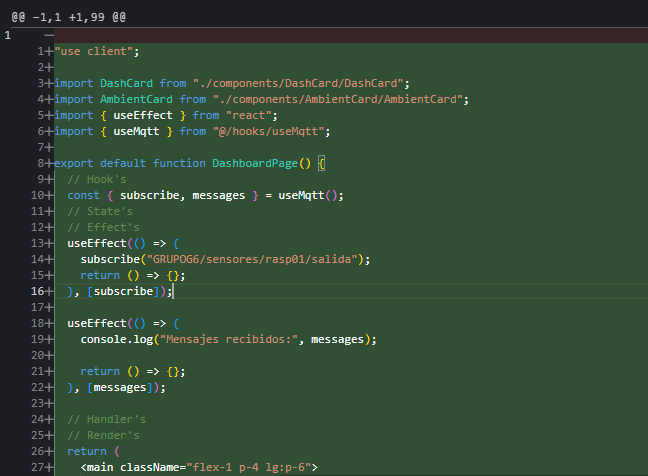 @@ -1,1 +1,99 @@
1 -
1+"use client";
2+
3+import DashCard from "./components/DashCard/DashCard";
4+import AmbientCard from "./components/AmbientCard/AmbientCard";
5+import { useEffect } from "react";
6+import { useMqtt } from "@/hooks/useMqtt";
7+
8+export default function DashboardPage() {
9+  // Hook's
10+  const { subscribe, messages } = useMqtt();
11+  // State's
12+  // Effect's
13+  useEffect(() => {
14+    subscribe("GRUPOG6/sensores/rasp01/salida");
15+    return () => {};
16+  }, [subscribe]);
17+
18+  useEffect(() => {
19+    console.log("Mensajes recibidos:", messages);
20+
21+    return () => {};
22+  }, [messages]);
23+
24+  // Handler's
25+  // Render's
26+  return (
27+    <main className="flex-1 p-4 lg:p-6">